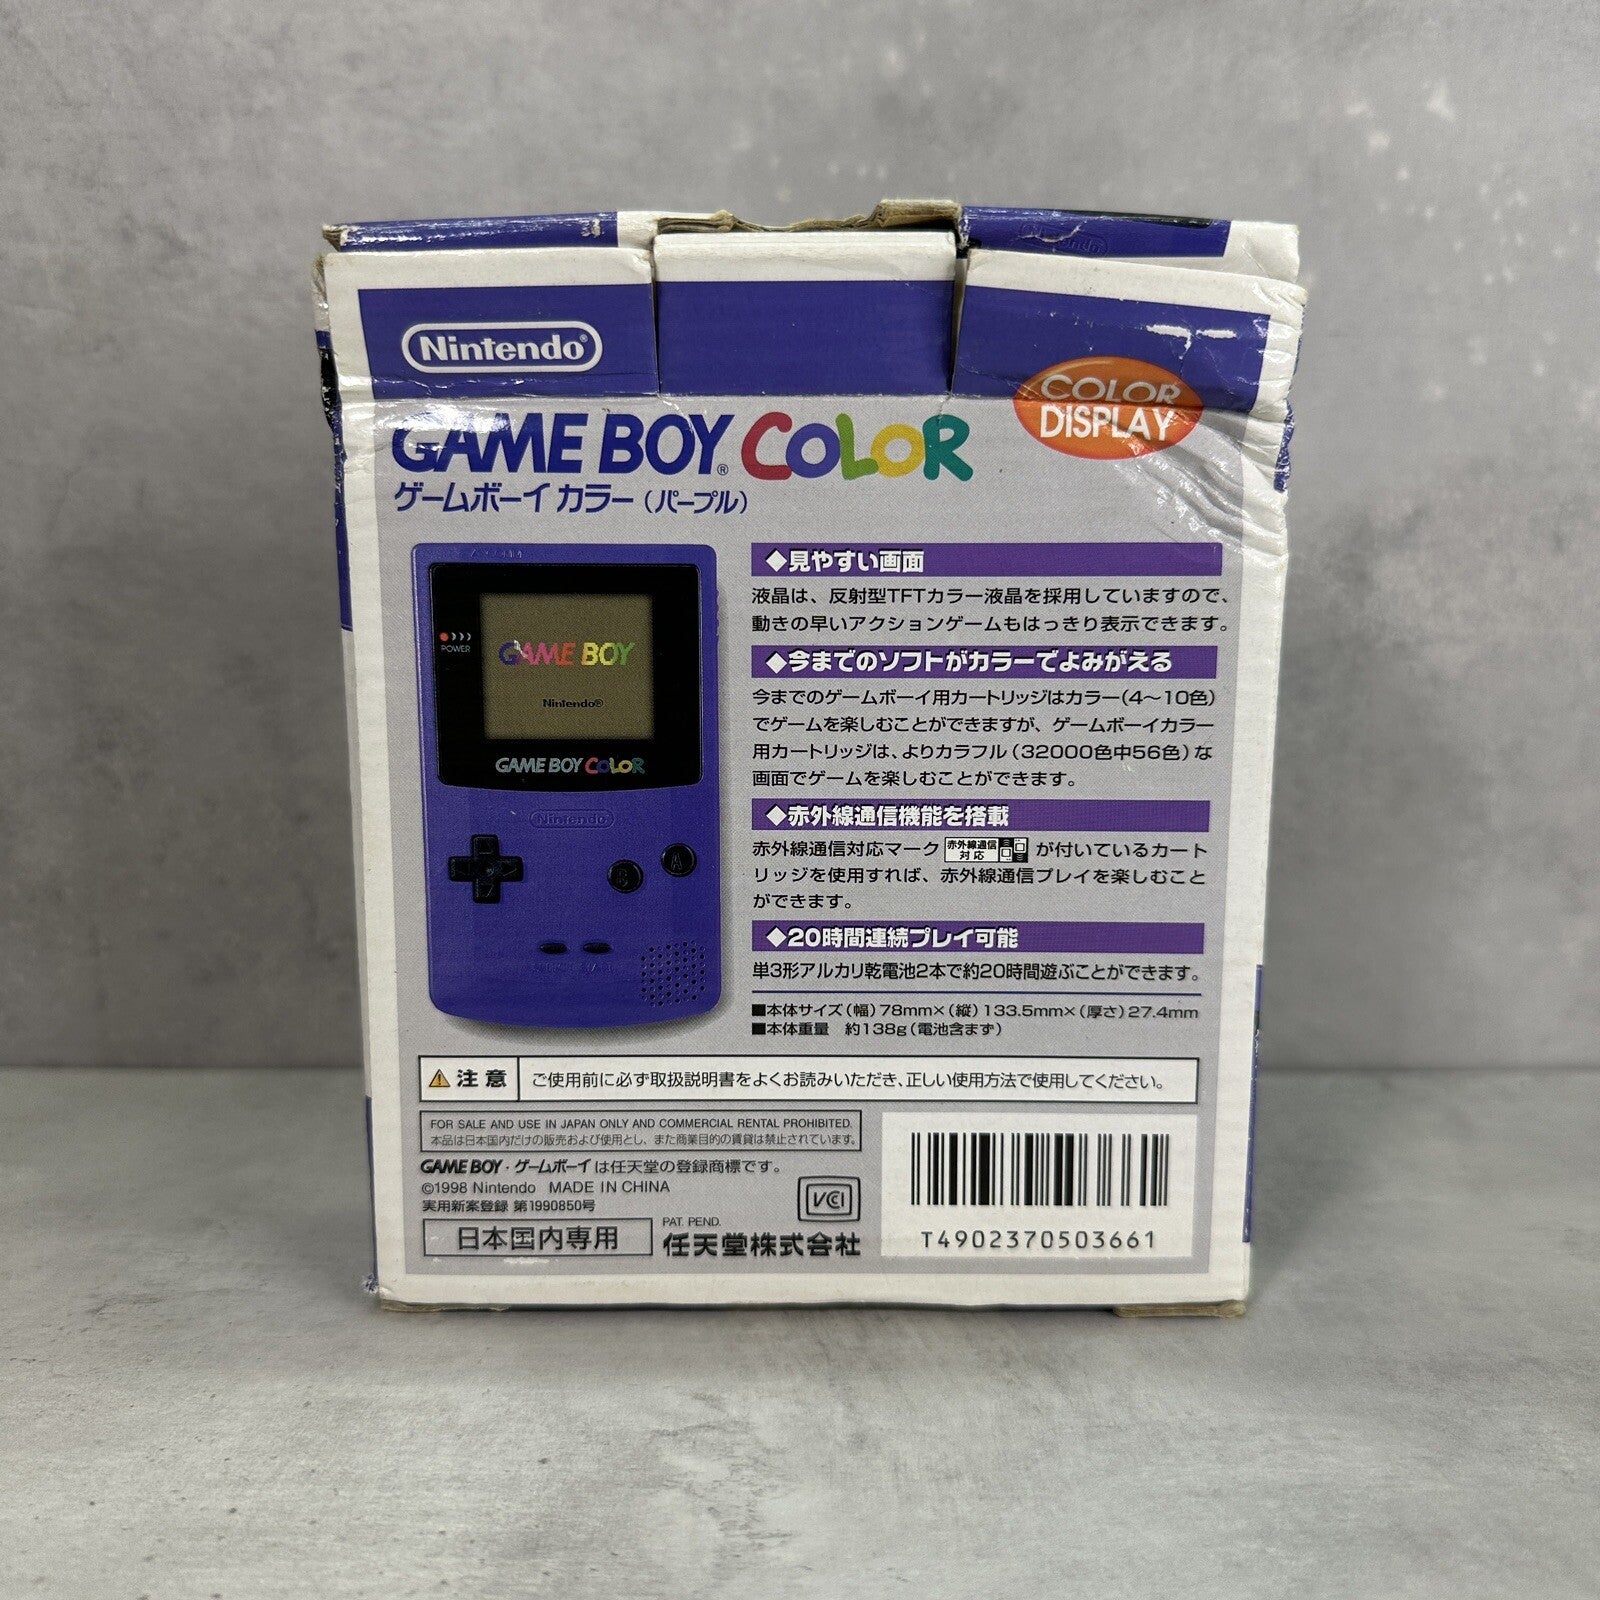 Nintendo®
COLOR
DISPLAY
GAME BOY® COLOR
ゲームボーイ カラー（パープル）
POWER
GAME BOY
Nintendo®
GAME BOY COLOR
Nintendo
B
A
◆見やすい画面
液晶は、反射型TFTカラー液晶を採用していますので、
動きの早いアクションゲームもはっきり表示できます。
◆今までのソフトがカラーでよみがえる
今までのゲームボーイ用カートリッジはカラー（4〜10色）
でゲームを楽しむことができますが、ゲームボーイカラー
用カートリッジは、よりカラフル（32000色中56色）な
画面でゲームを楽しむことができます。
◆赤外線通信機能を搭載
赤外線通信対応マーク 赤外線通信対応 が付いているカート
リッジを使用すれば、赤外線通信プレイを楽しむこと
ができます。
◆20時間連続プレイ可能
単3形アルカリ乾電池2本で約20時間遊ぶことができます。
■本体サイズ（幅）78mm×（縦）133.5mm×（厚さ）27.4mm
■本体重量 約138g（電池含まず）
注意 ご使用前に必ず取扱説明書をよくお読みいただき、正しい使用方法で使用してください。
FOR SALE AND USE IN JAPAN ONLY AND COMMERCIAL RENTAL PROHIBITED.
本品は日本国内だけの販売および使用とし、また商業目的の賃貸は禁止されています。
GAME BOY・ゲームボーイは任天堂の登録商標です。
©1998 Nintendo MADE IN CHINA
実用新案登録 第1990850号
VCI
日本国内専用
PAT. PEND.
任天堂株式会社
T4902370503661